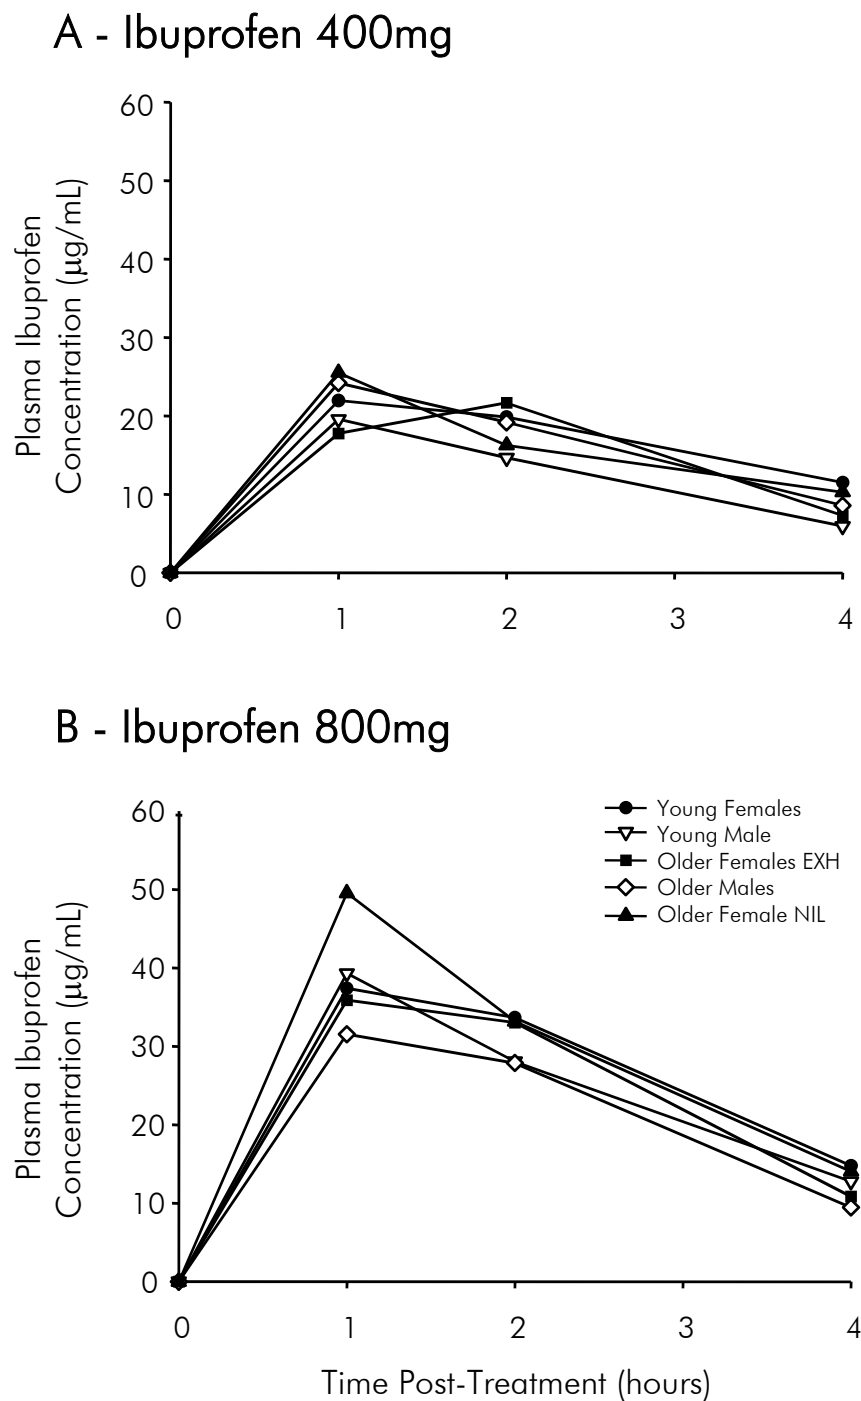 A - Ibuprofen 400mg
60
50
40
30
20
10
0
Plasma Ibuprofen
Concentration (µg/mL)
0 1 2 3 4
B - Ibuprofen 800mg
60
50
40
30
20
10
0
Plasma Ibuprofen
Concentration (µg/mL)
Young Females
Young Male
Older Females EXH
Older Males
Older Female NIL
0 1 2 3 4
Time Post-Treatment (hours)